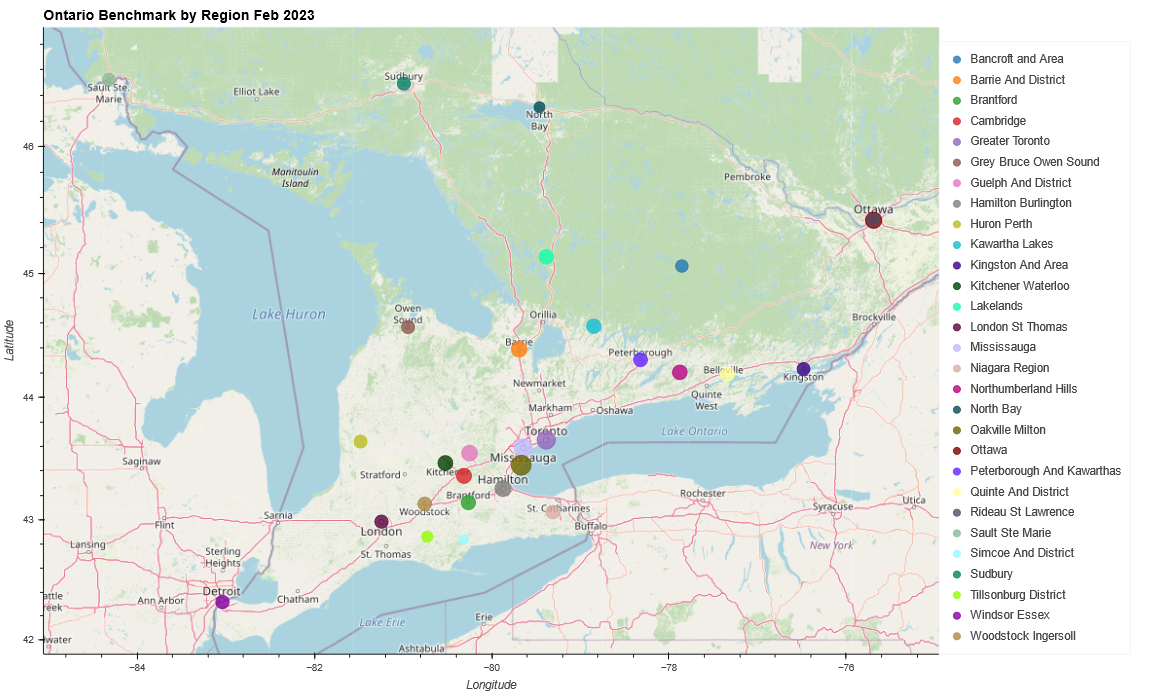 Ontario Benchmark by Region Feb 2023
Sudbury
Sault Ste.
Marie
Elliot Lake
North
Bay
46
Manitoulin
Island
Pembroke
Ottawa
45
Lake Huron
Owen
Sound
Orillia
Brockville
Barrie
Peterborough
Belleville
Kingston
Newmarket
Quinte
West
44
Markham
Oshawa
Toronto
Lake Ontario
Mississauga
Saginaw
Stratford
Kitchener
Hamilton
Brantford
Rochester
Woodstock
St. Catharines
Syracuse
Utica
43
Sarnia
Flint
London
Buffalo
Lansing
Sterling
Heights
St. Thomas
New York
Detroit
Ann Arbor
Chatham
attle
reek
Erie
Lake Erie
42
lwater
Ashtabula
−84
−82
−80
−78
−76
Longitude
Latitude
Bancroft and Area
Barrie And District
Brantford
Cambridge
Greater Toronto
Grey Bruce Owen Sound
Guelph And District
Hamilton Burlington
Huron Perth
Kawartha Lakes
Kingston And Area
Kitchener Waterloo
Lakelands
London St Thomas
Mississauga
Niagara Region
Northumberland Hills
North Bay
Oakville Milton
Ottawa
Peterborough And Kawarthas
Quinte And District
Rideau St Lawrence
Sault Ste Marie
Simcoe And District
Sudbury
Tillsonburg District
Windsor Essex
Woodstock Ingersoll